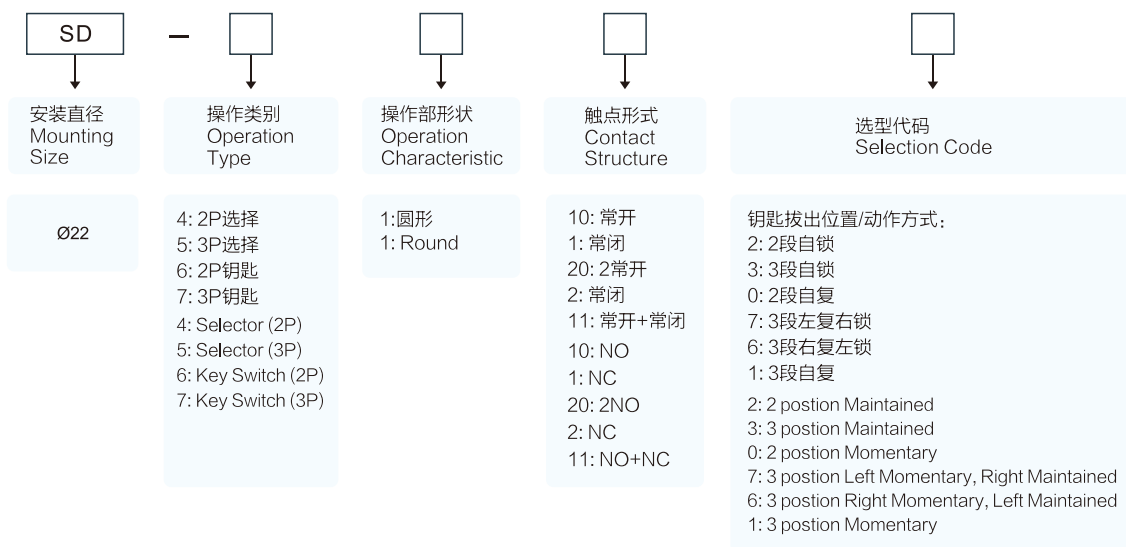 SD
–
安装直径
Mounting
Size
操作类别
Operation
Type
操作部形状
Operation
Characteristic
触点形式
Contact
Structure
选型代码
Selection Code
Ø22
4: 2P选择
5: 3P选择
6: 2P钥匙
7: 3P钥匙
4: Selector (2P)
5: Selector (3P)
6: Key Switch (2P)
7: Key Switch (3P)
1:圆形
1: Round
10: 常开
1: 常闭
20: 2常开
2: 常闭
11: 常开+常闭
10: NO
1: NC
20: 2NO
2: NC
11: NO+NC
钥匙拔出位置/动作方式:
2: 2段自锁
3: 3段自锁
0: 2段自复
7: 3段左复右锁
6: 3段右复左锁
1: 3段自复
2: 2 postion Maintained
3: 3 postion Maintained
0: 2 postion Momentary
7: 3 postion Left Momentary, Right Maintained
6: 3 postion Right Momentary, Left Maintained
1: 3 postion Momentary